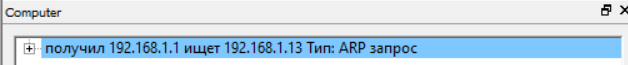 Computer
получил 192.168.1.1 ищет 192.168.1.13 Тип: ARP запрос